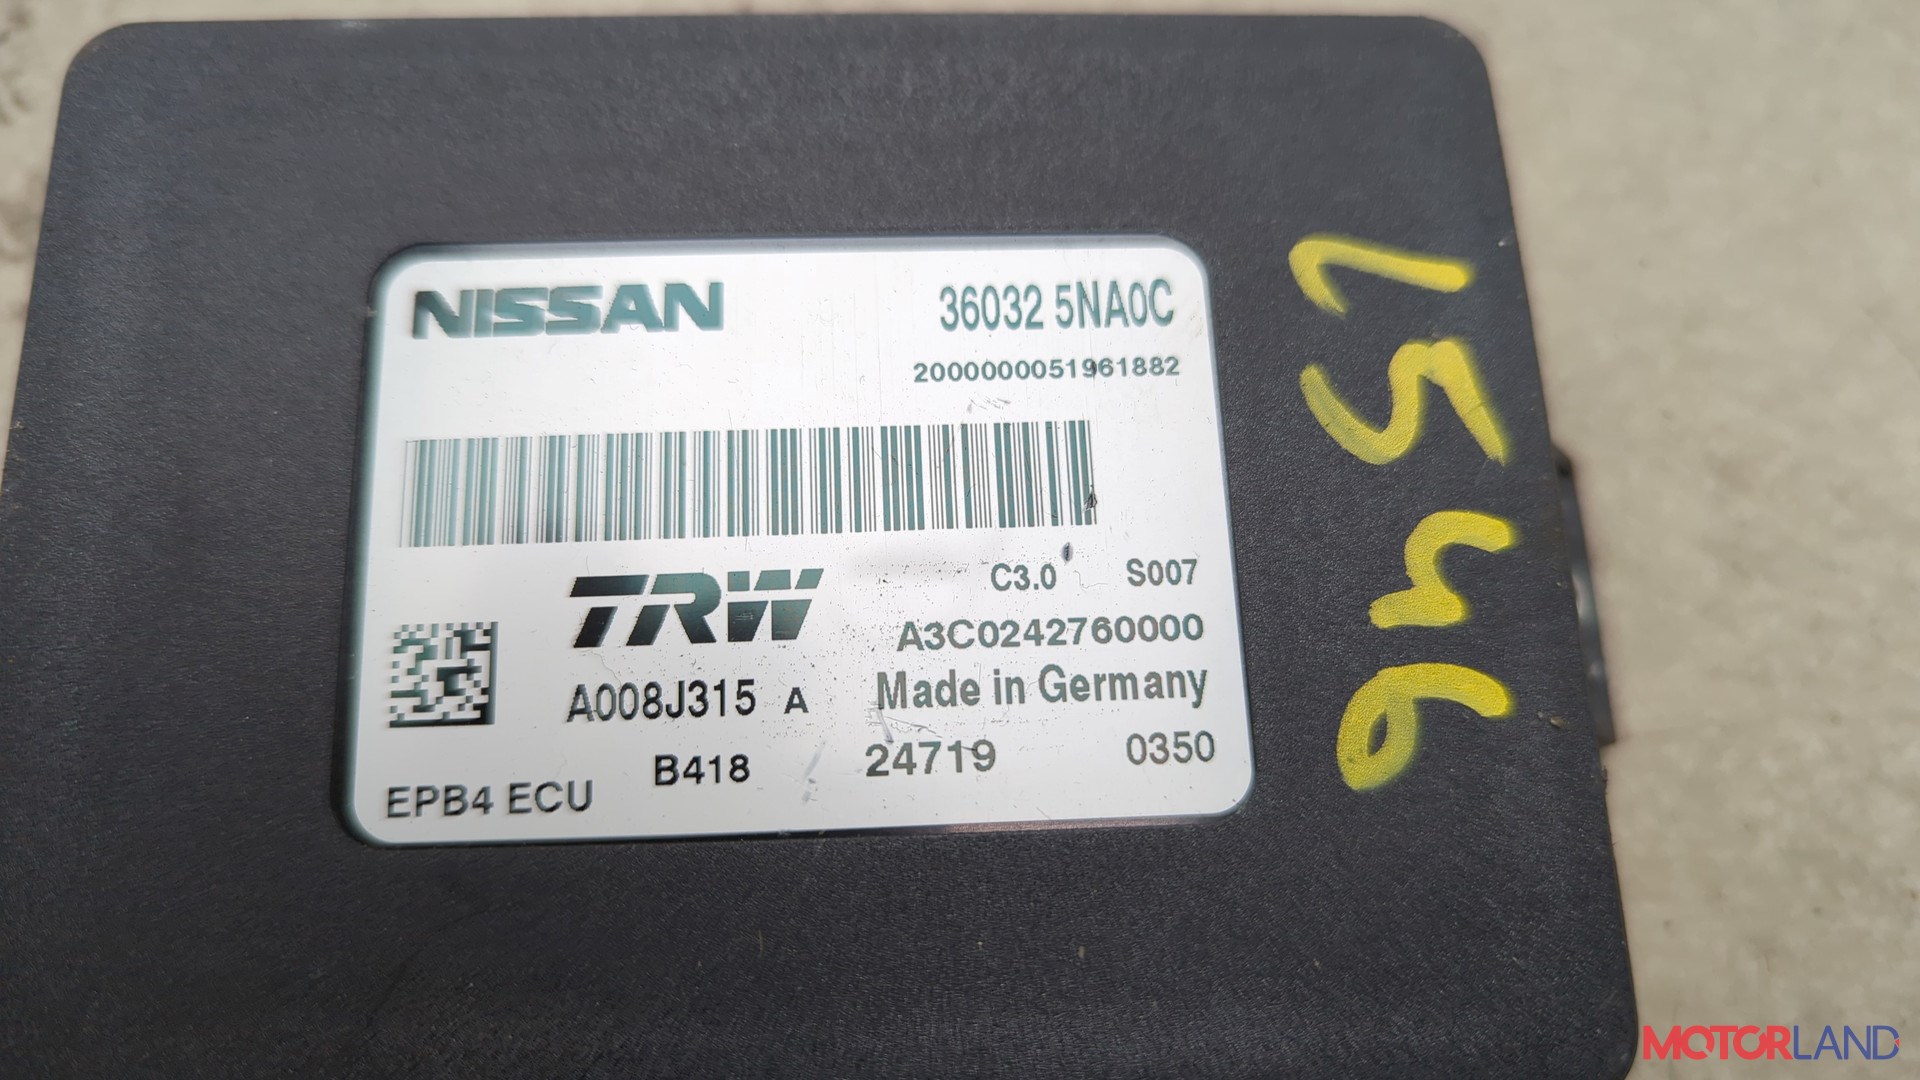 NISSAN 36032 5NA0C
2000000051961882
TRW C3.0 S007
A3C0242760000
A008J315 A Made in Germany
EPB4 ECU B418 24719 0350
L546
MOTORLAND